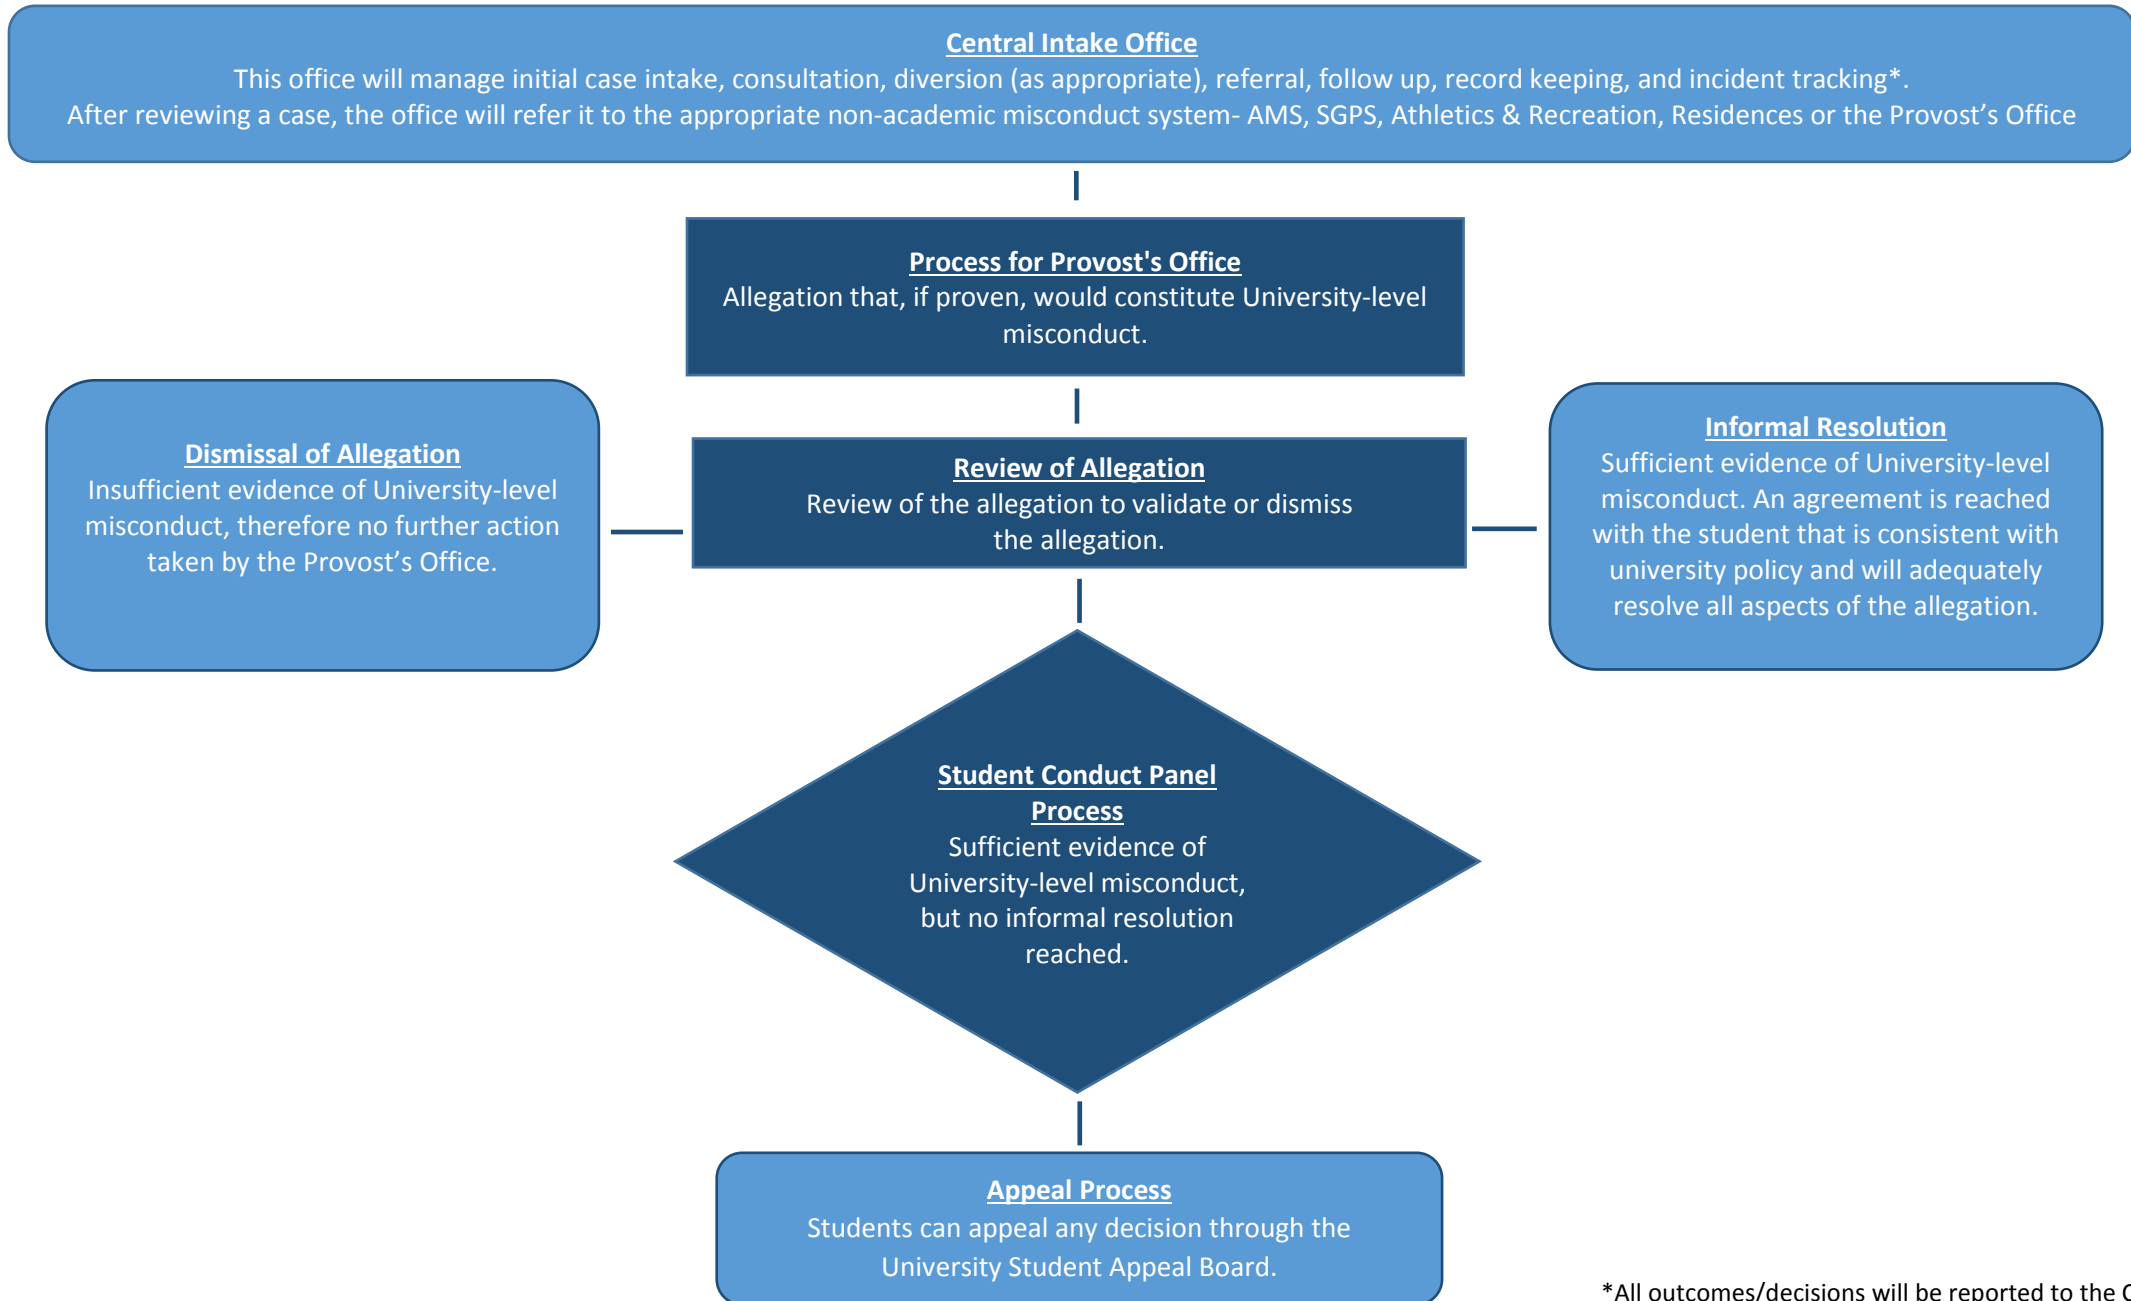 Central Intake Office
This office will manage initial case intake, consultation, diversion (as appropriate), referral, follow up, record keeping, and incident tracking*.
After reviewing a case, the office will refer it to the appropriate non-academic misconduct system- AMS, SGPS, Athletics & Recreation, Residences or the Provost’s Office
Process for Provost's Office
Allegation that, if proven, would constitute University-level
misconduct.
Dismissal of Allegation
Insufficient evidence of University-level
misconduct, therefore no further action
taken by the Provost’s Office.
Review of Allegation
Review of the allegation to validate or dismiss
the allegation.
Informal Resolution
Sufficient evidence of University-level
misconduct. An agreement is reached
with the student that is consistent with
university policy and will adequately
resolve all aspects of the allegation.
Student Conduct Panel
Process
Sufficient evidence of
University-level misconduct,
but no informal resolution
reached.
Appeal Process
Students can appeal any decision through the
University Student Appeal Board.
*All outcomes/decisions will be reported to the